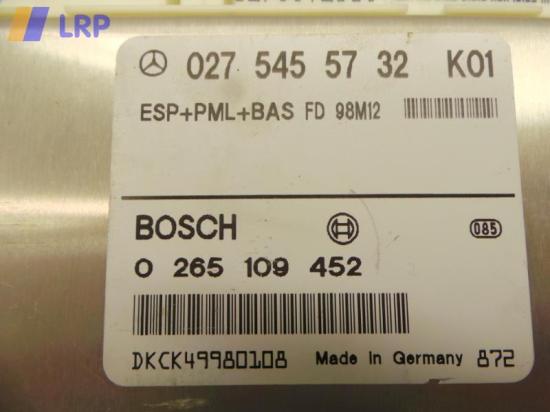 LRP
027 545 57 32 K01
ESP+PML+BAS FD 98M12
BOSCH
085
0 265 109 452
DKCK49980108 Made in Germany 872